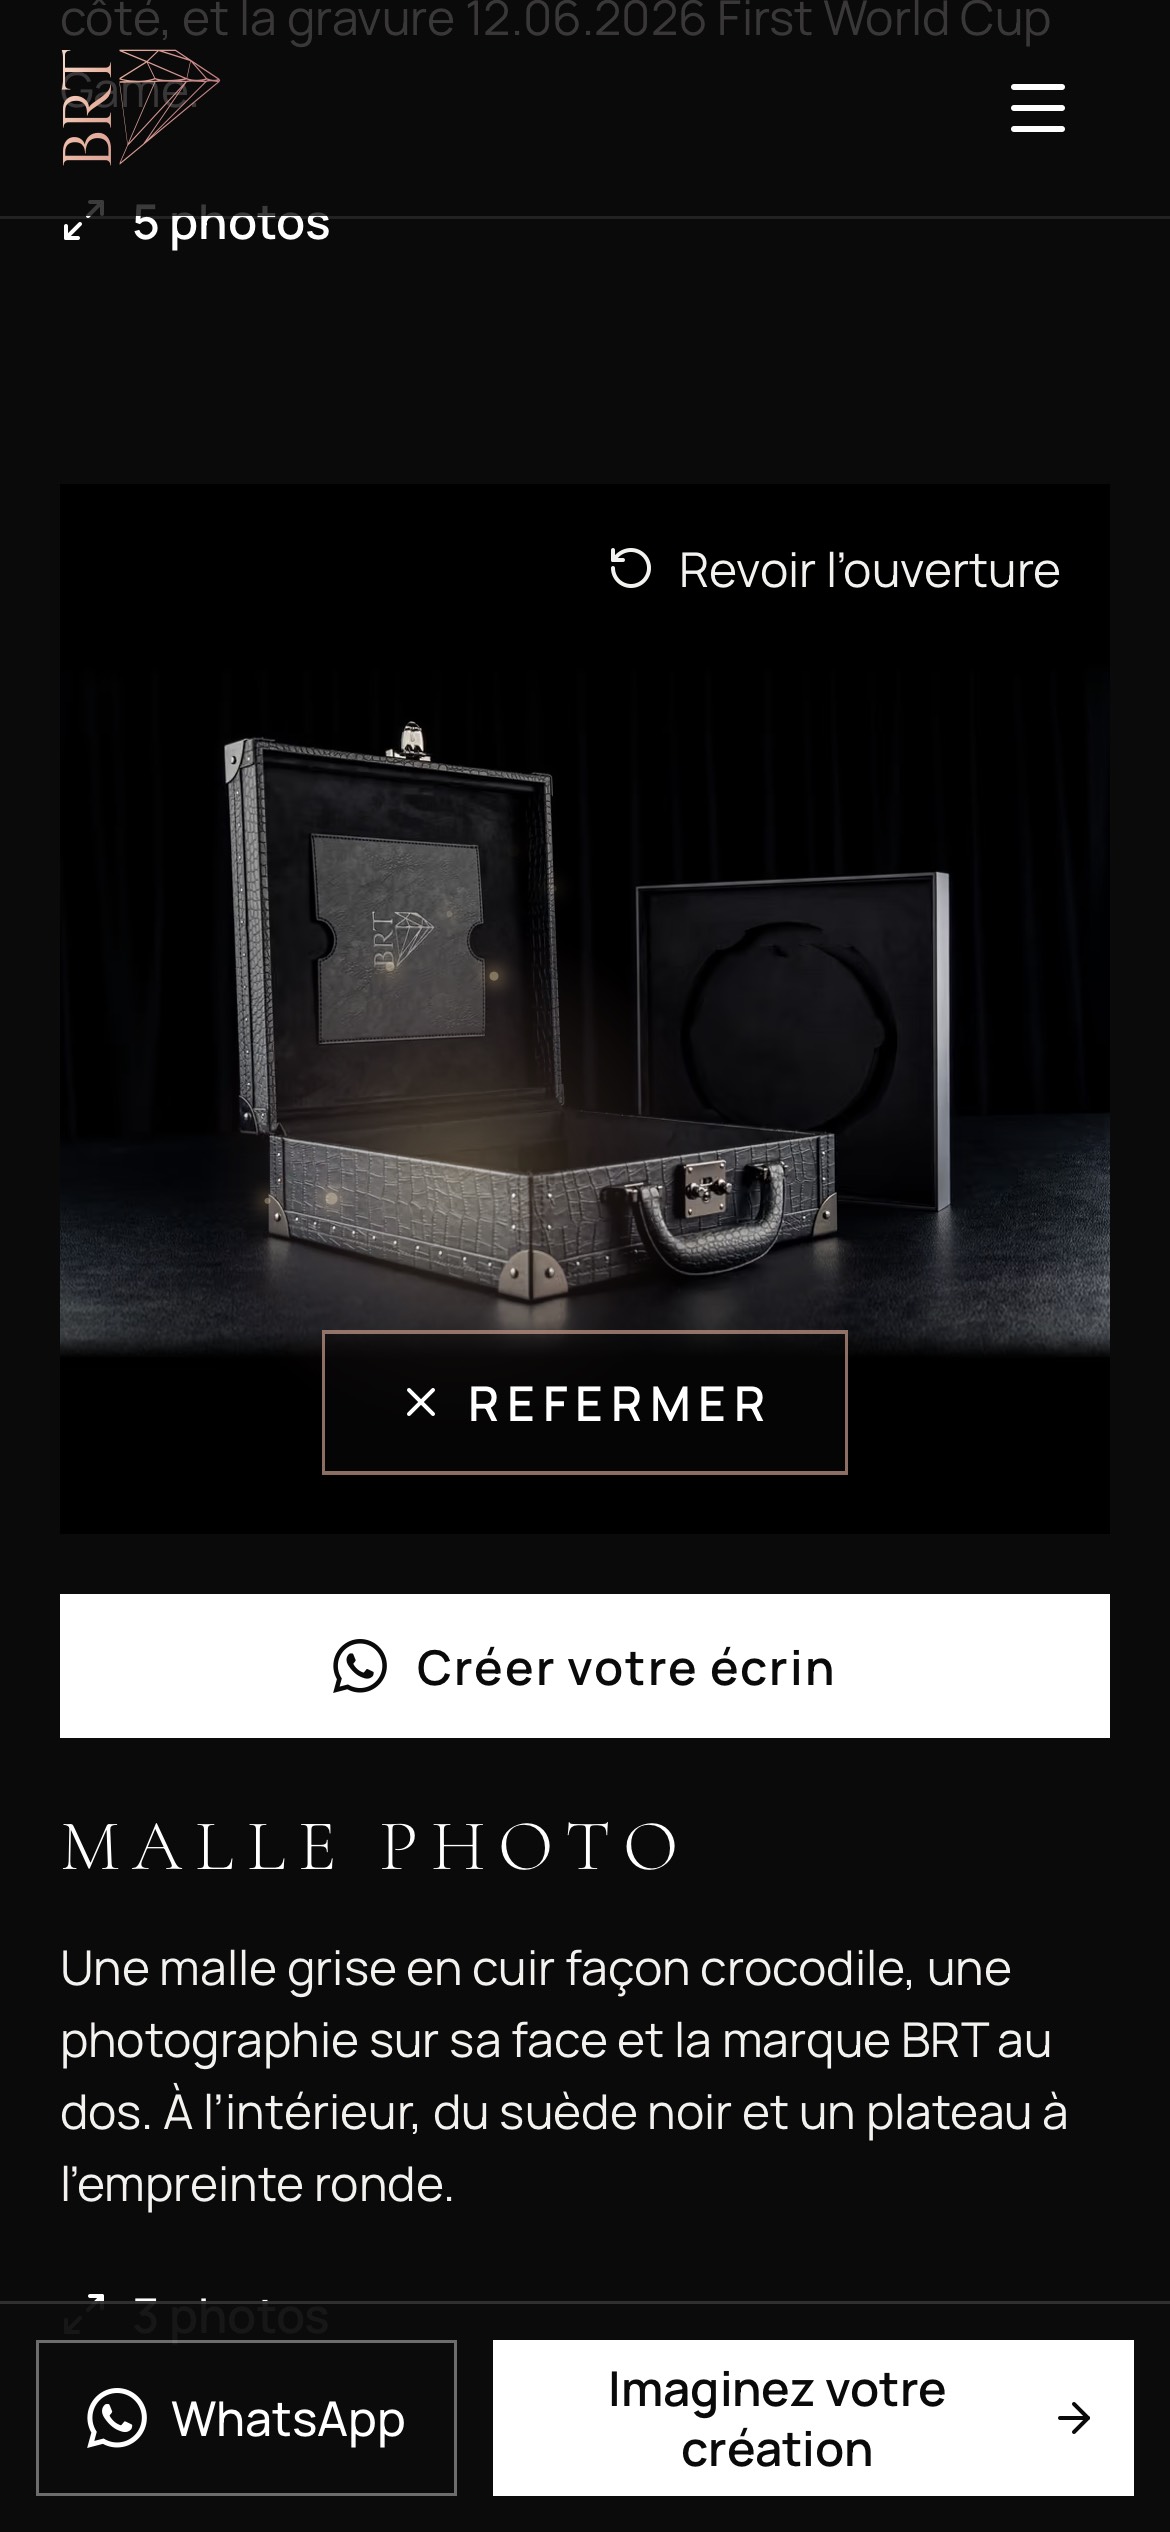 côté, et la gravure 12.06.2026 First World Cup
Game.
BRT
5 photos
Revoir l’ouverture
BRT
REFERMER
Créer votre écrin
MALLE PHOTO
Une malle grise en cuir façon crocodile, une
photographie sur sa face et la marque BRT au
dos. À l’intérieur, du suède noir et un plateau à
l’empreinte ronde.
3 photos
WhatsApp
Imaginez votre
création